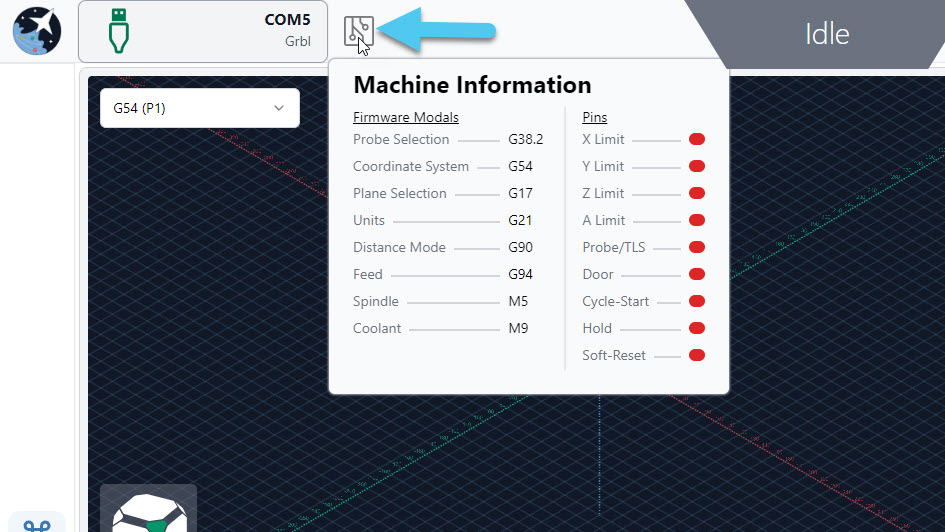 COM5
Grbl
Idle
G54 (P1)
Machine Information
Firmware Modals
Probe Selection G38.2
Coordinate System G54
Plane Selection G17
Units G21
Distance Mode G90
Feed G94
Spindle M5
Coolant M9
Pins
X Limit
Y Limit
Z Limit
A Limit
Probe/TLS
Door
Cycle-Start
Hold
Soft-Reset